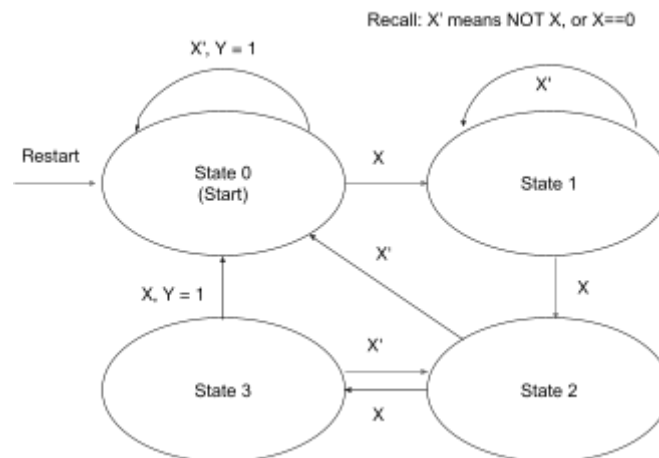 Recall: X' means NOT X, or X==0
X', Y = 1
X'
Restart
State 0
(Start)
X
State 1
X'
X
X, Y = 1
X'
State 3
State 2
X